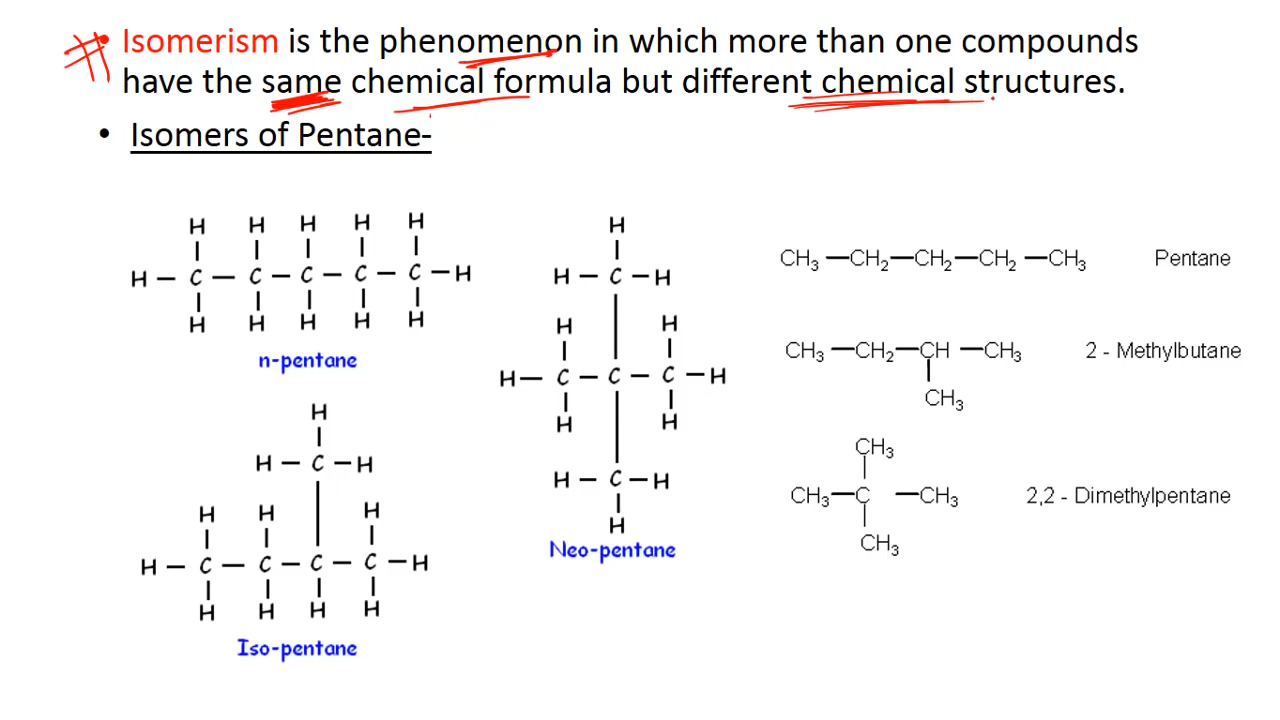 • Isomerism is the phenomenon in which more than one compounds
have the same chemical formula but different chemical structures.
• Isomers of Pentane-
H H H H H
H – C – C – C – C – C – H
H H H H H
n-pentane
H
H – C – H
H H H
H – C – C – C – C – H
H H H H
Iso-pentane
H
H – C – H
H H
H – C – C – C – H
H H
H – C – H
H
Neo-pentane
CH₃ —CH₂—CH₂—CH₂ —CH₃ Pentane
CH₃ —CH₂—CH —CH₃ 2 - Methylbutane
CH₃
CH₃
CH₃—C —CH₃ 2,2 - Dimethylpentane
CH₃